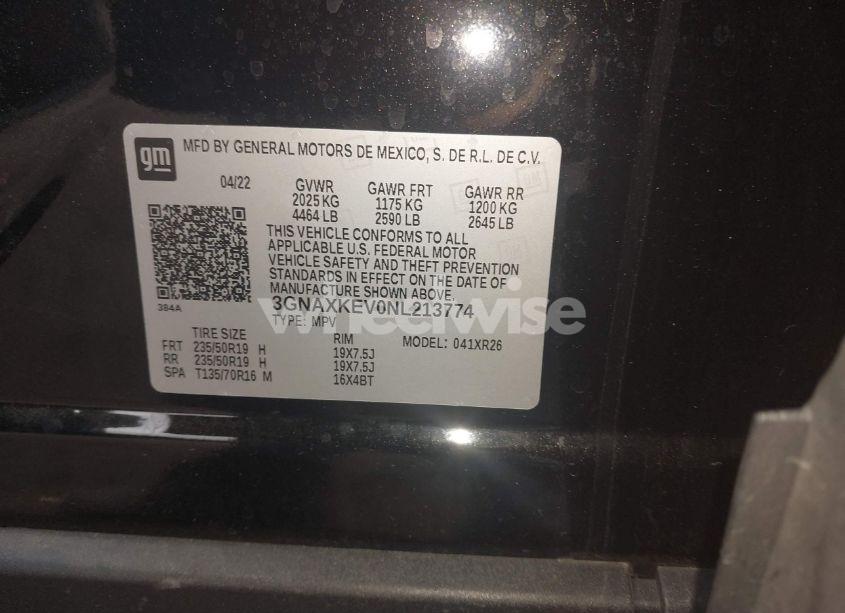 gm MFD BY GENERAL MOTORS DE MEXICO, S. DE R.L. DE C.V.
04/22 GVWR GAWR FRT GAWR RR
2025 KG 1175 KG 1200 KG
4464 LB 2590 LB 2645 LB
THIS VEHICLE CONFORMS TO ALL
APPLICABLE U.S. FEDERAL MOTOR
VEHICLE SAFETY AND THEFT PREVENTION
STANDARDS IN EFFECT ON THE DATE OF
MANUFACTURE SHOWN ABOVE.
384A
3GNAXKEV0NL213774
TYPE: MPV
wheelwise
TIRE SIZE RIM MODEL: 041XR26
FRT 235/50R19 H 19X7.5J
RR 235/50R19 H 19X7.5J
SPA T135/70R16 M 16X4BT